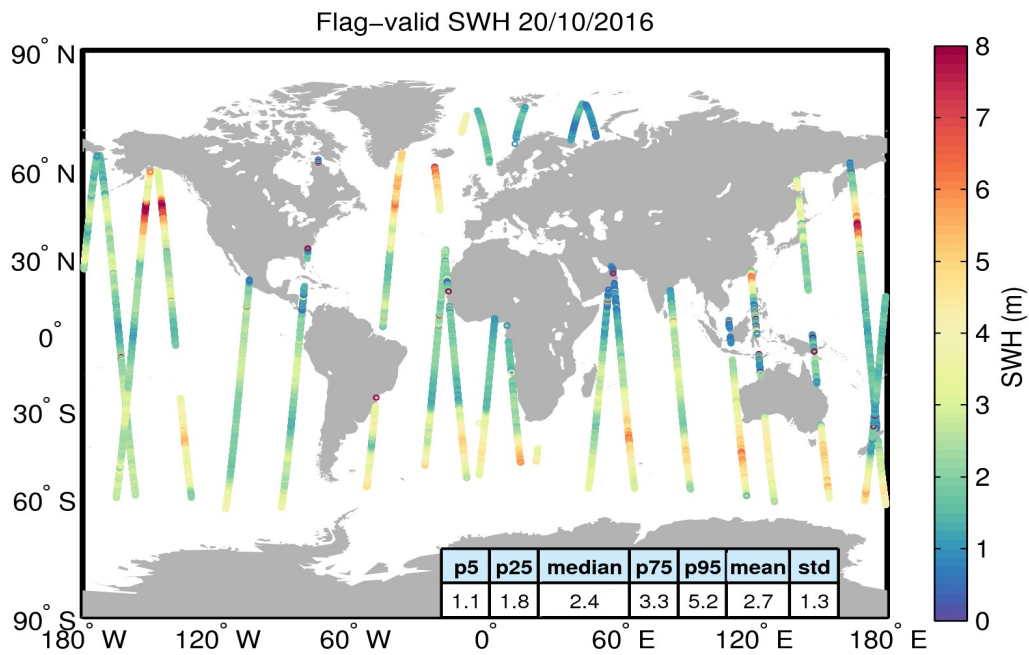 Flag−valid SWH 20/10/2016
90° N
60° N
30° N
0°
30° S
60° S
90° S
180° W
120° W
60° W
0°
60° E
120° E
180° E
p5 p25 median p75 p95 mean std
1.1 1.8 2.4 3.3 5.2 2.7 1.3
8
7
6
5
4
3
2
1
0
SWH (m)